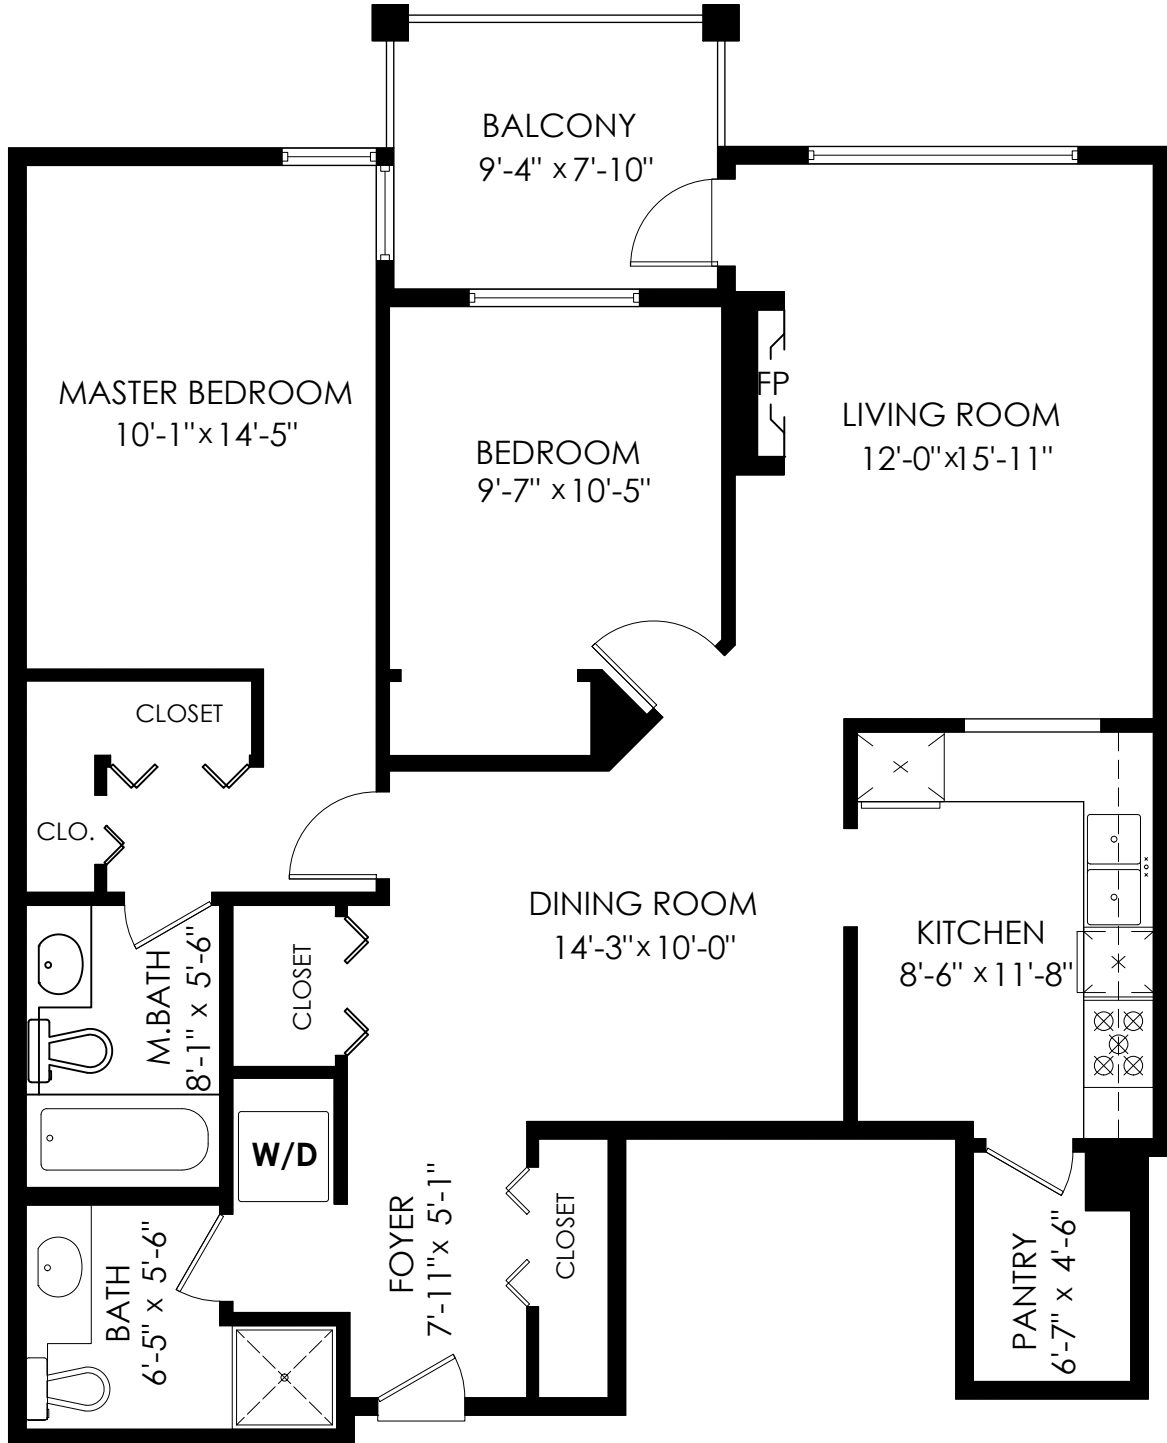 BALCONY
9'-4" x 7'-10"
MASTER BEDROOM
10'-1" x 14'-5"
BEDROOM
9'-7" x 10'-5"
FP
LIVING ROOM
12'-0" x 15'-11"
CLOSET
CLO.
DINING ROOM
14'-3" x 10'-0"
KITCHEN
8'-6" x 11'-8"
M.BATH
8'-1" x 5'-6"
CLOSET
W/D
BATH
6'-5" x 5'-6"
FOYER
7'-11" x 5'-1"
CLOSET
PANTRY
6'-7" x 4'-6"